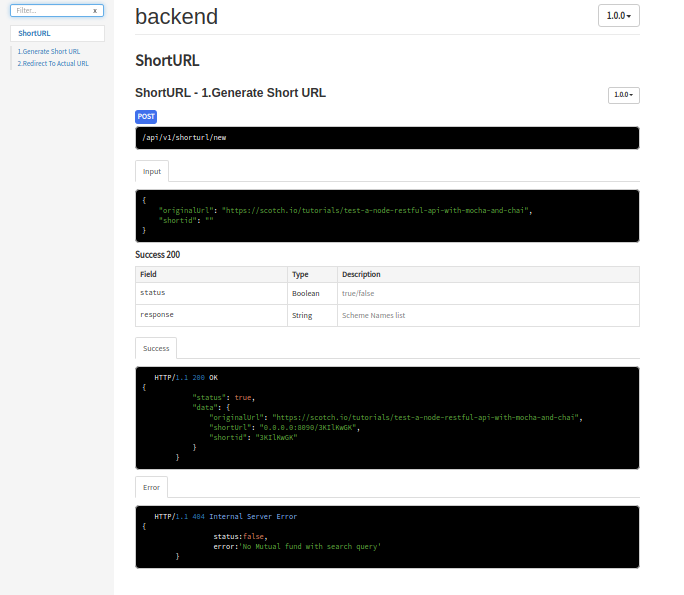 Filter...
x
ShortURL
1.Generate Short URL
2.Redirect To Actual URL
backend
1.0.0
ShortURL
ShortURL - 1.Generate Short URL
1.0.0
POST
/api/v1/shorturl/new
Input
{
"originalUrl": "https://scotch.io/tutorials/test-a-node-restful-api-with-mocha-and-chai",
"shortid": ""
}
Success 200
Field Type Description
status Boolean true/false
response String Scheme Names list
Success
HTTP/1.1 200 OK
{
"status": true,
"data": {
"originalUrl": "https://scotch.io/tutorials/test-a-node-restful-api-with-mocha-and-chai",
"shortUrl": "0.0.0.0:8090/3KIlKwGK",
"shortid": "3KIlKwGK"
}
}
Error
HTTP/1.1 404 Internal Server Error
{
status:false,
error:'No Mutual fund with search query'
}